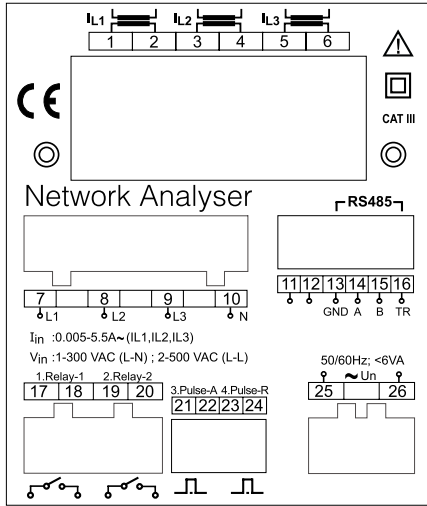 IL1 IL2 IL3
1 2 3 4 5 6
CE
CAT III
Network Analyser
RS485
7 8 9 10
L1 L2 L3 N
11 12 13 14 15 16
GND A B TR
Iin :0.005-5.5A~(IL1,IL2,IL3)
Vin :1-300 VAC (L-N) ; 2-500 VAC (L-L)
1.Relay-1 2.Relay-2
17 18 19 20
3.Pulse-A 4.Pulse-R
21 22 23 24
50/60Hz; <6VA
~ Un
25 26